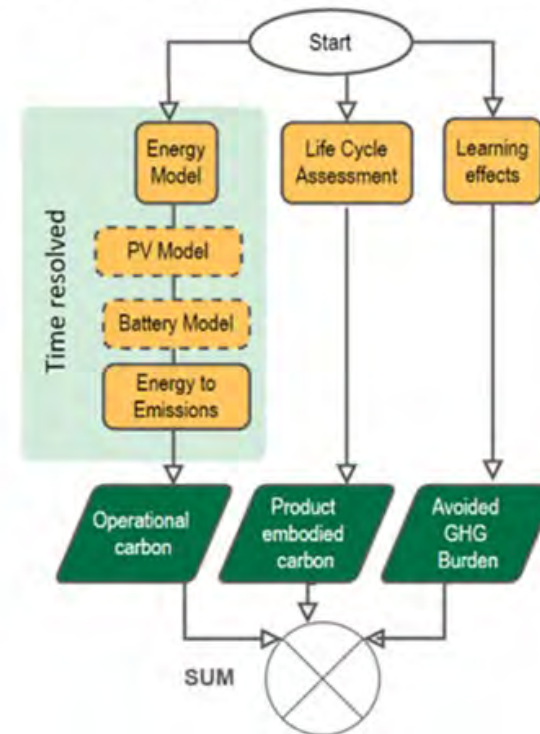 Start
Time resolved
Energy
Model
PV Model
Battery Model
Energy to
Emissions
Life Cycle
Assessment
Learning
effects
Operational
carbon
Product
embodied
carbon
Avoided
GHG
Burden
SUM